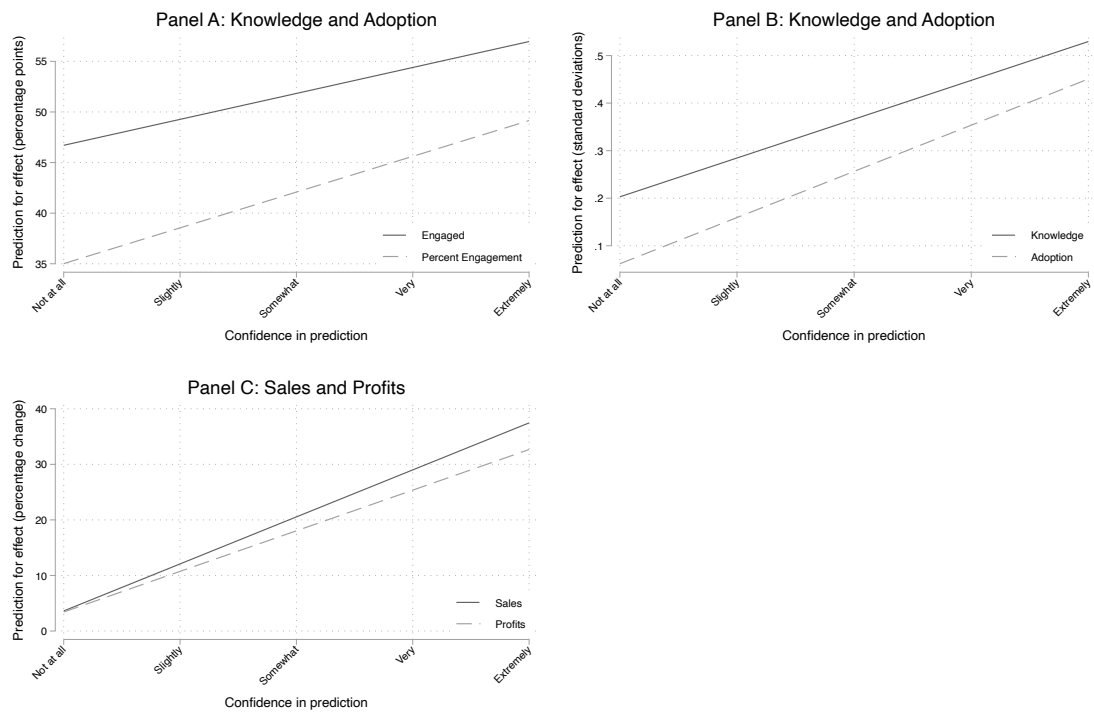 Panel A: Knowledge and Adoption
Prediction for effect (percentage points)
55
50
45
40
35
Engaged
Percent Engagement
Not at all
Slightly
Somewhat
Very
Extremely
Confidence in prediction
Panel B: Knowledge and Adoption
Prediction for effect (standard deviations)
.5
.4
.3
.2
.1
Knowledge
Adoption
Not at all
Slightly
Somewhat
Very
Extremely
Confidence in prediction
Panel C: Sales and Profits
Prediction for effect (percentage change)
40
30
20
10
0
Sales
Profits
Not at all
Slightly
Somewhat
Very
Extremely
Confidence in prediction